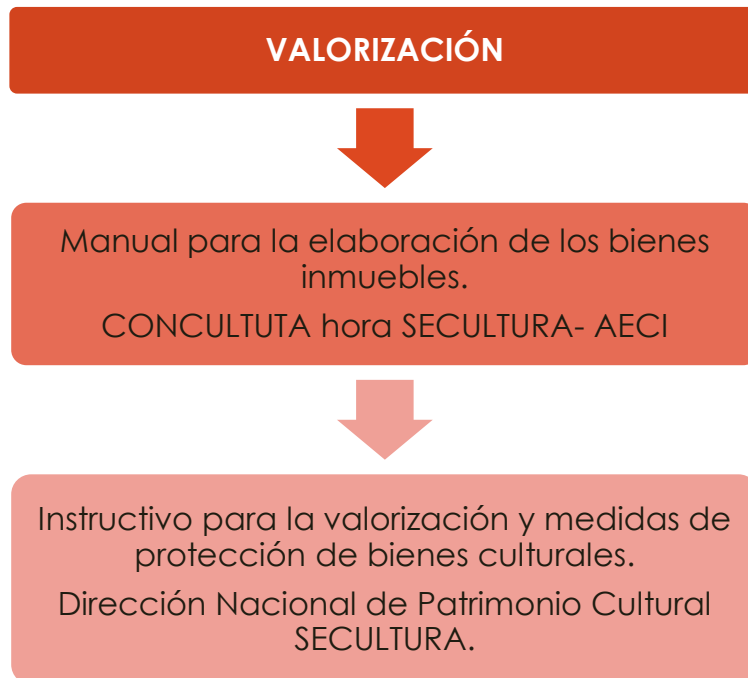 VALORIZACIÓN
Manual para la elaboración de los bienes
inmuebles.
CONCULTUTA hora SECULTURA- AECI
Instructivo para la valorización y medidas de
protección de bienes culturales.
Dirección Nacional de Patrimonio Cultural
SECULTURA.